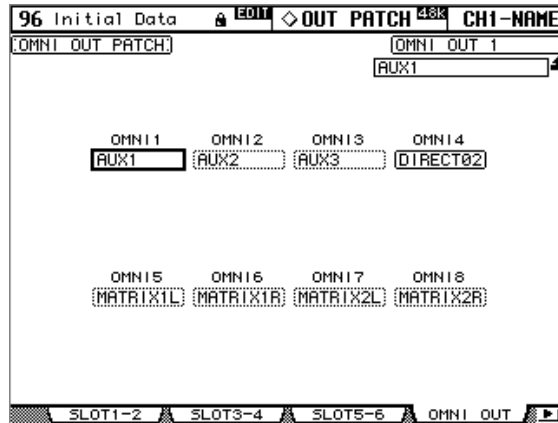 96 Initial Data EDIT ◇OUT PATCH 48K CH1-NAME
OMNI OUT PATCH OMNI OUT 1
AUX1
OMNI1 OMNI2 OMNI3 OMNI4
AUX1 AUX2 AUX3 DIRECT02
OMNI5 OMNI6 OMNI7 OMNI8
MATRIX1L MATRIX1R MATRIX2L MATRIX2R
SLOT1-2 SLOT3-4 SLOT5-6 OMNI OUT